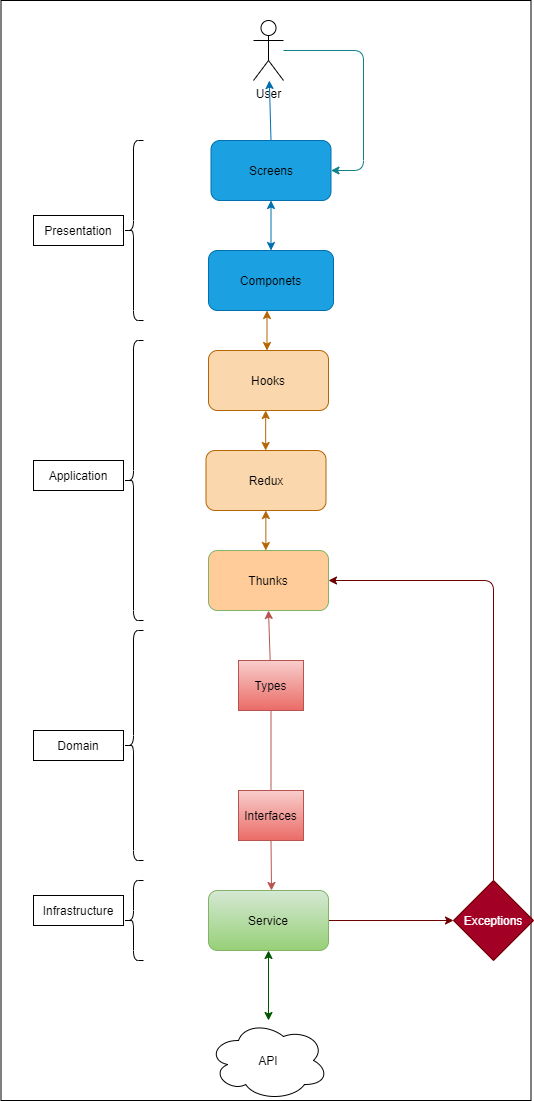 User
Screens
Presentation
Componets
Hooks
Application
Redux
Thunks
Types
Domain
Interfaces
Infrastructure
Service
Exceptions
API